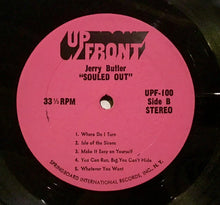 UP
FRONT
Jerry Butler
"SOULED OUT"
33⅓ RPM
UPF-100
Side B
STEREO
1. Where Do I Turn
2. Isle of the Sirens
3. Make It Easy on Yourself
4. You Can Run, Big You Can't Hide
5. Whatever You Want
SPRINGBOARD INTERNATIONAL RECORDS, INC., N.Y.